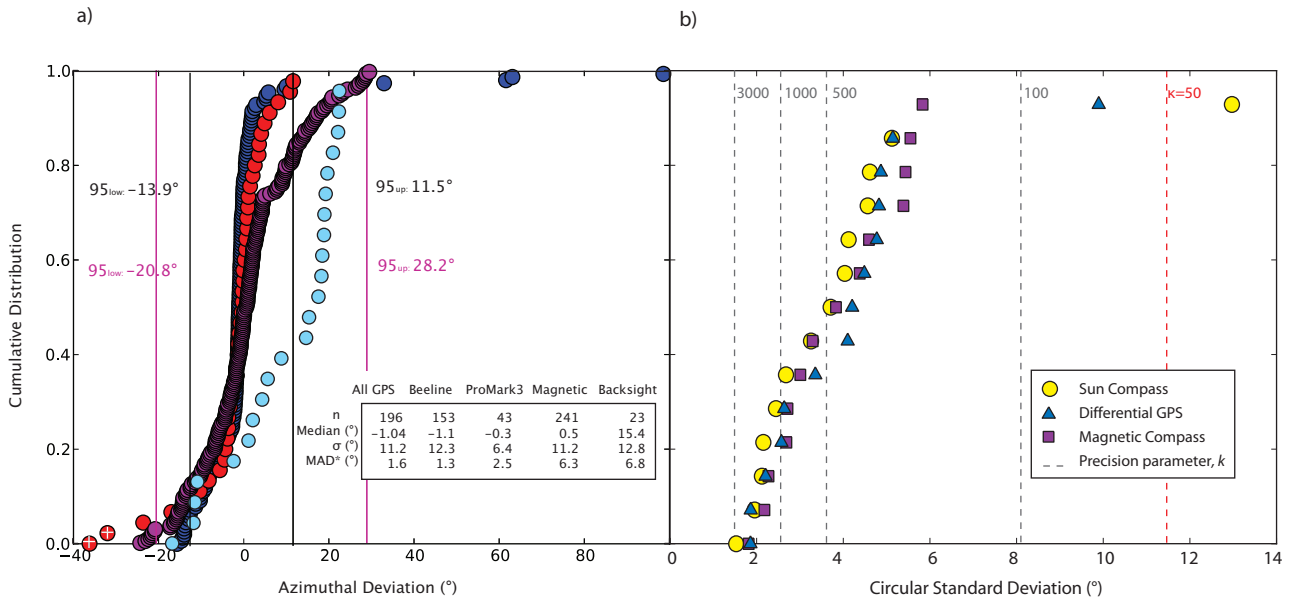 a)
b)
1.0
0.8
0.6
0.4
0.2
0.0
Cumulative Distribution
−40
−20
0
20
40
60
80
Azimuthal Deviation (°)
95low: −13.9°
95up: 11.5°
95low: −20.8°
95up: 28.2°
All GPS Beeline ProMark3 Magnetic Backsight
n 196 153 43 241 23
Median (°) −1.04 −1.1 −0.3 0.5 15.4
σ (°) 11.2 12.3 6.4 11.2 12.8
MAD* (°) 1.6 1.3 2.5 6.3 6.8
3000 1000 500 100 κ=50
Sun Compass
Differential GPS
Magnetic Compass
Precision parameter, k
0 2 4 6 8 10 12 14
Circular Standard Deviation (°)